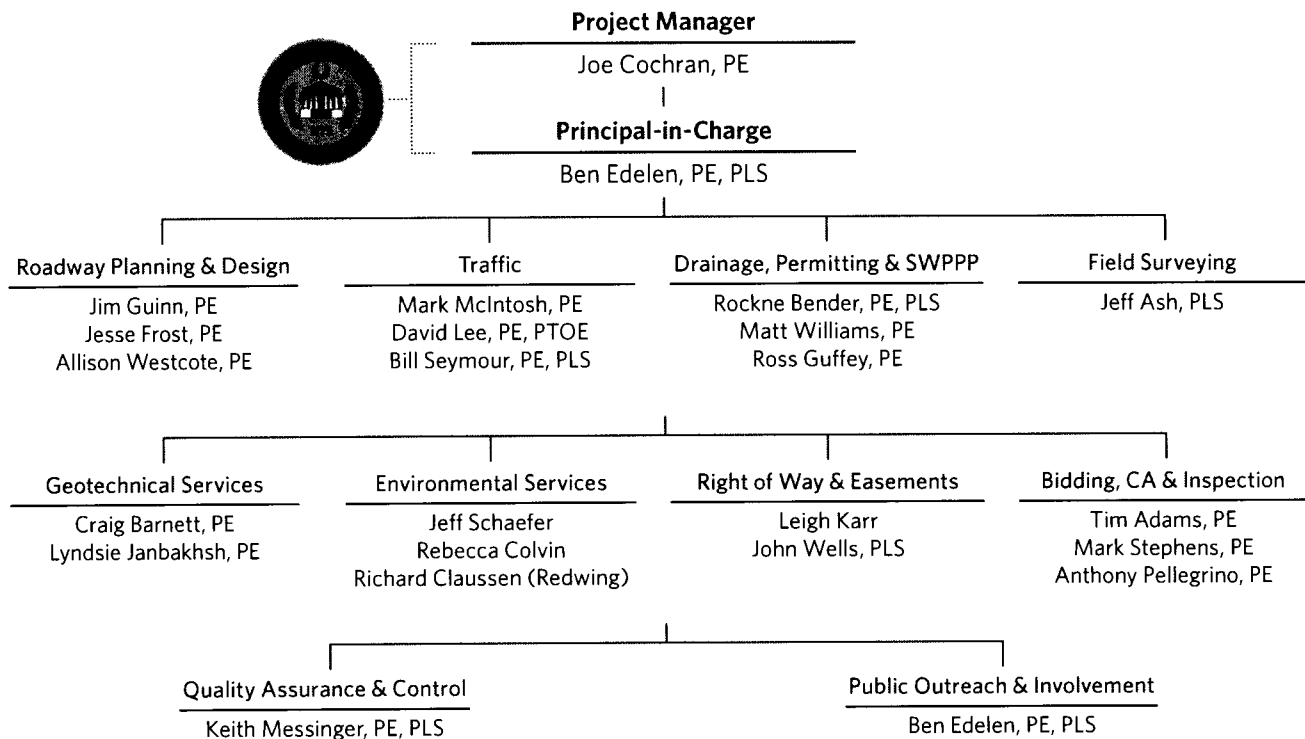 Project Manager
Joe Cochran, PE
Principal-in-Charge
Ben Edelen, PE, PLS
Roadway Planning & Design
Jim Guinn, PE
Jesse Frost, PE
Allison Westcote, PE
Traffic
Mark McIntosh, PE
David Lee, PE, PTOE
Bill Seymour, PE, PLS
Drainage, Permitting & SWPPP
Rockne Bender, PE, PLS
Matt Williams, PE
Ross Guffey, PE
Field Surveying
Jeff Ash, PLS
Geotechnical Services
Craig Barnett, PE
Lyndsie Janbakhsh, PE
Environmental Services
Jeff Schaefer
Rebecca Colvin
Richard Claussen (Redwing)
Right of Way & Easements
Leigh Karr
John Wells, PLS
Bidding, CA & Inspection
Tim Adams, PE
Mark Stephens, PE
Anthony Pellegrino, PE
Quality Assurance & Control
Keith Messinger, PE, PLS
Public Outreach & Involvement
Ben Edelen, PE, PLS